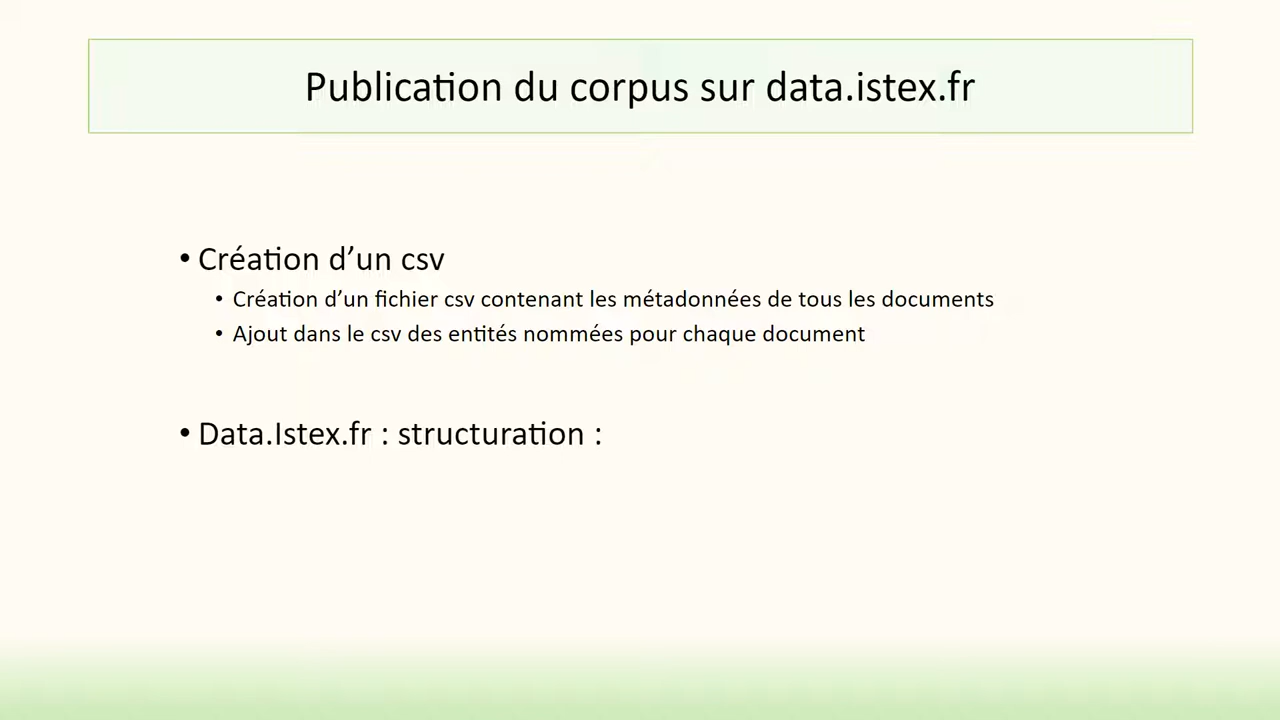 Publication du corpus sur data.istex.fr
• Création d’un csv
• Création d’un fichier csv contenant les métadonnées de tous les documents
• Ajout dans le csv des entités nommées pour chaque document
• Data.Istex.fr : structuration :